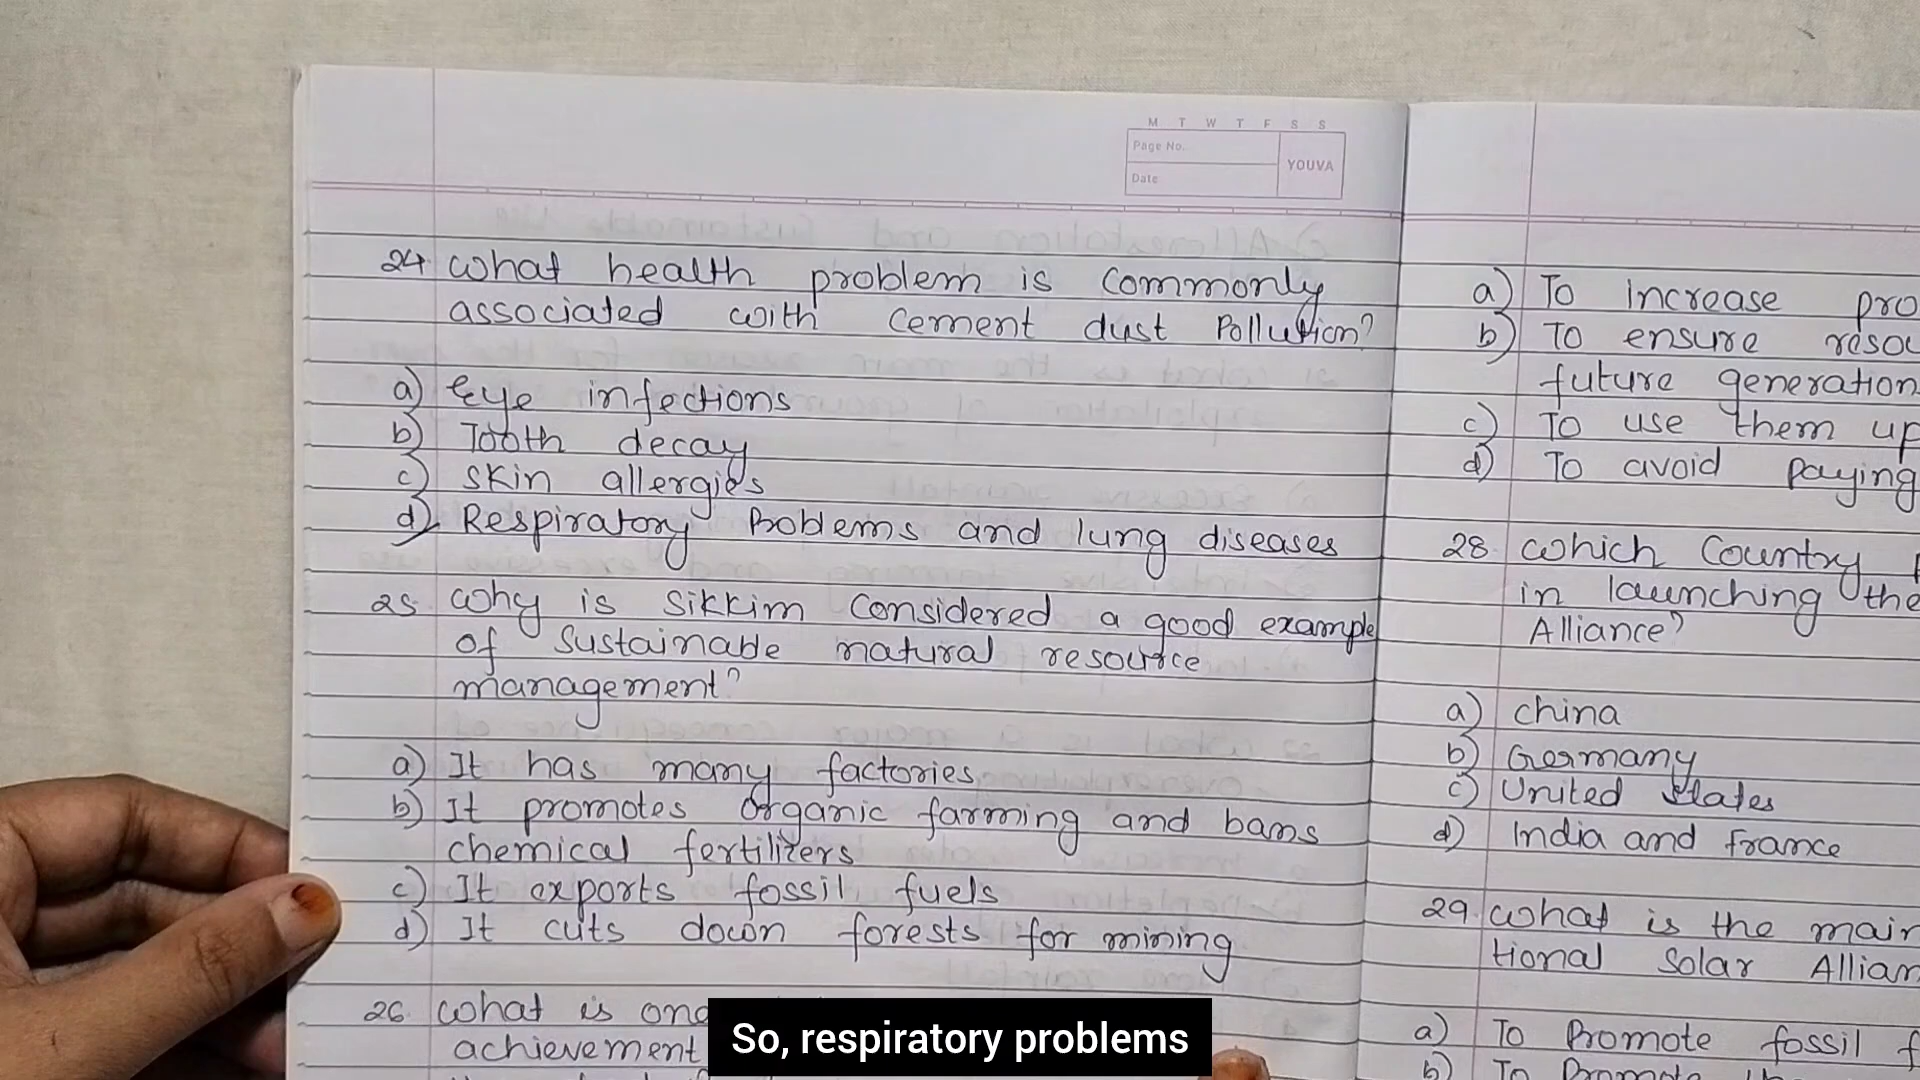 M T W T F S S
Page No.
YOUVA
Date
24. What health problem is commonly
associated with cement dust Pollution?
a) Eye infections
b) Tooth decay
c) Skin allergies
d) Respiratory Problems and lung diseases
25. Why is Sikkim Considered a good example
of Sustainable natural resource
management?
a) It has many factories
b) It promotes organic farming and bans
chemical fertilizers
c) It exports fossil fuels
d) It cuts down forests for mining
26. What is one
achievement
a) To increase pro
b) To ensure resou
future generation
c) To use them up
d) To avoid paying
28. Which Country
in launching the
Alliance?
a) China
b) Germany
c) United States
d) India and France
29. What is the main
tional Solar Allian
a) To Promote fossil f
b) To Promote
So, respiratory problems